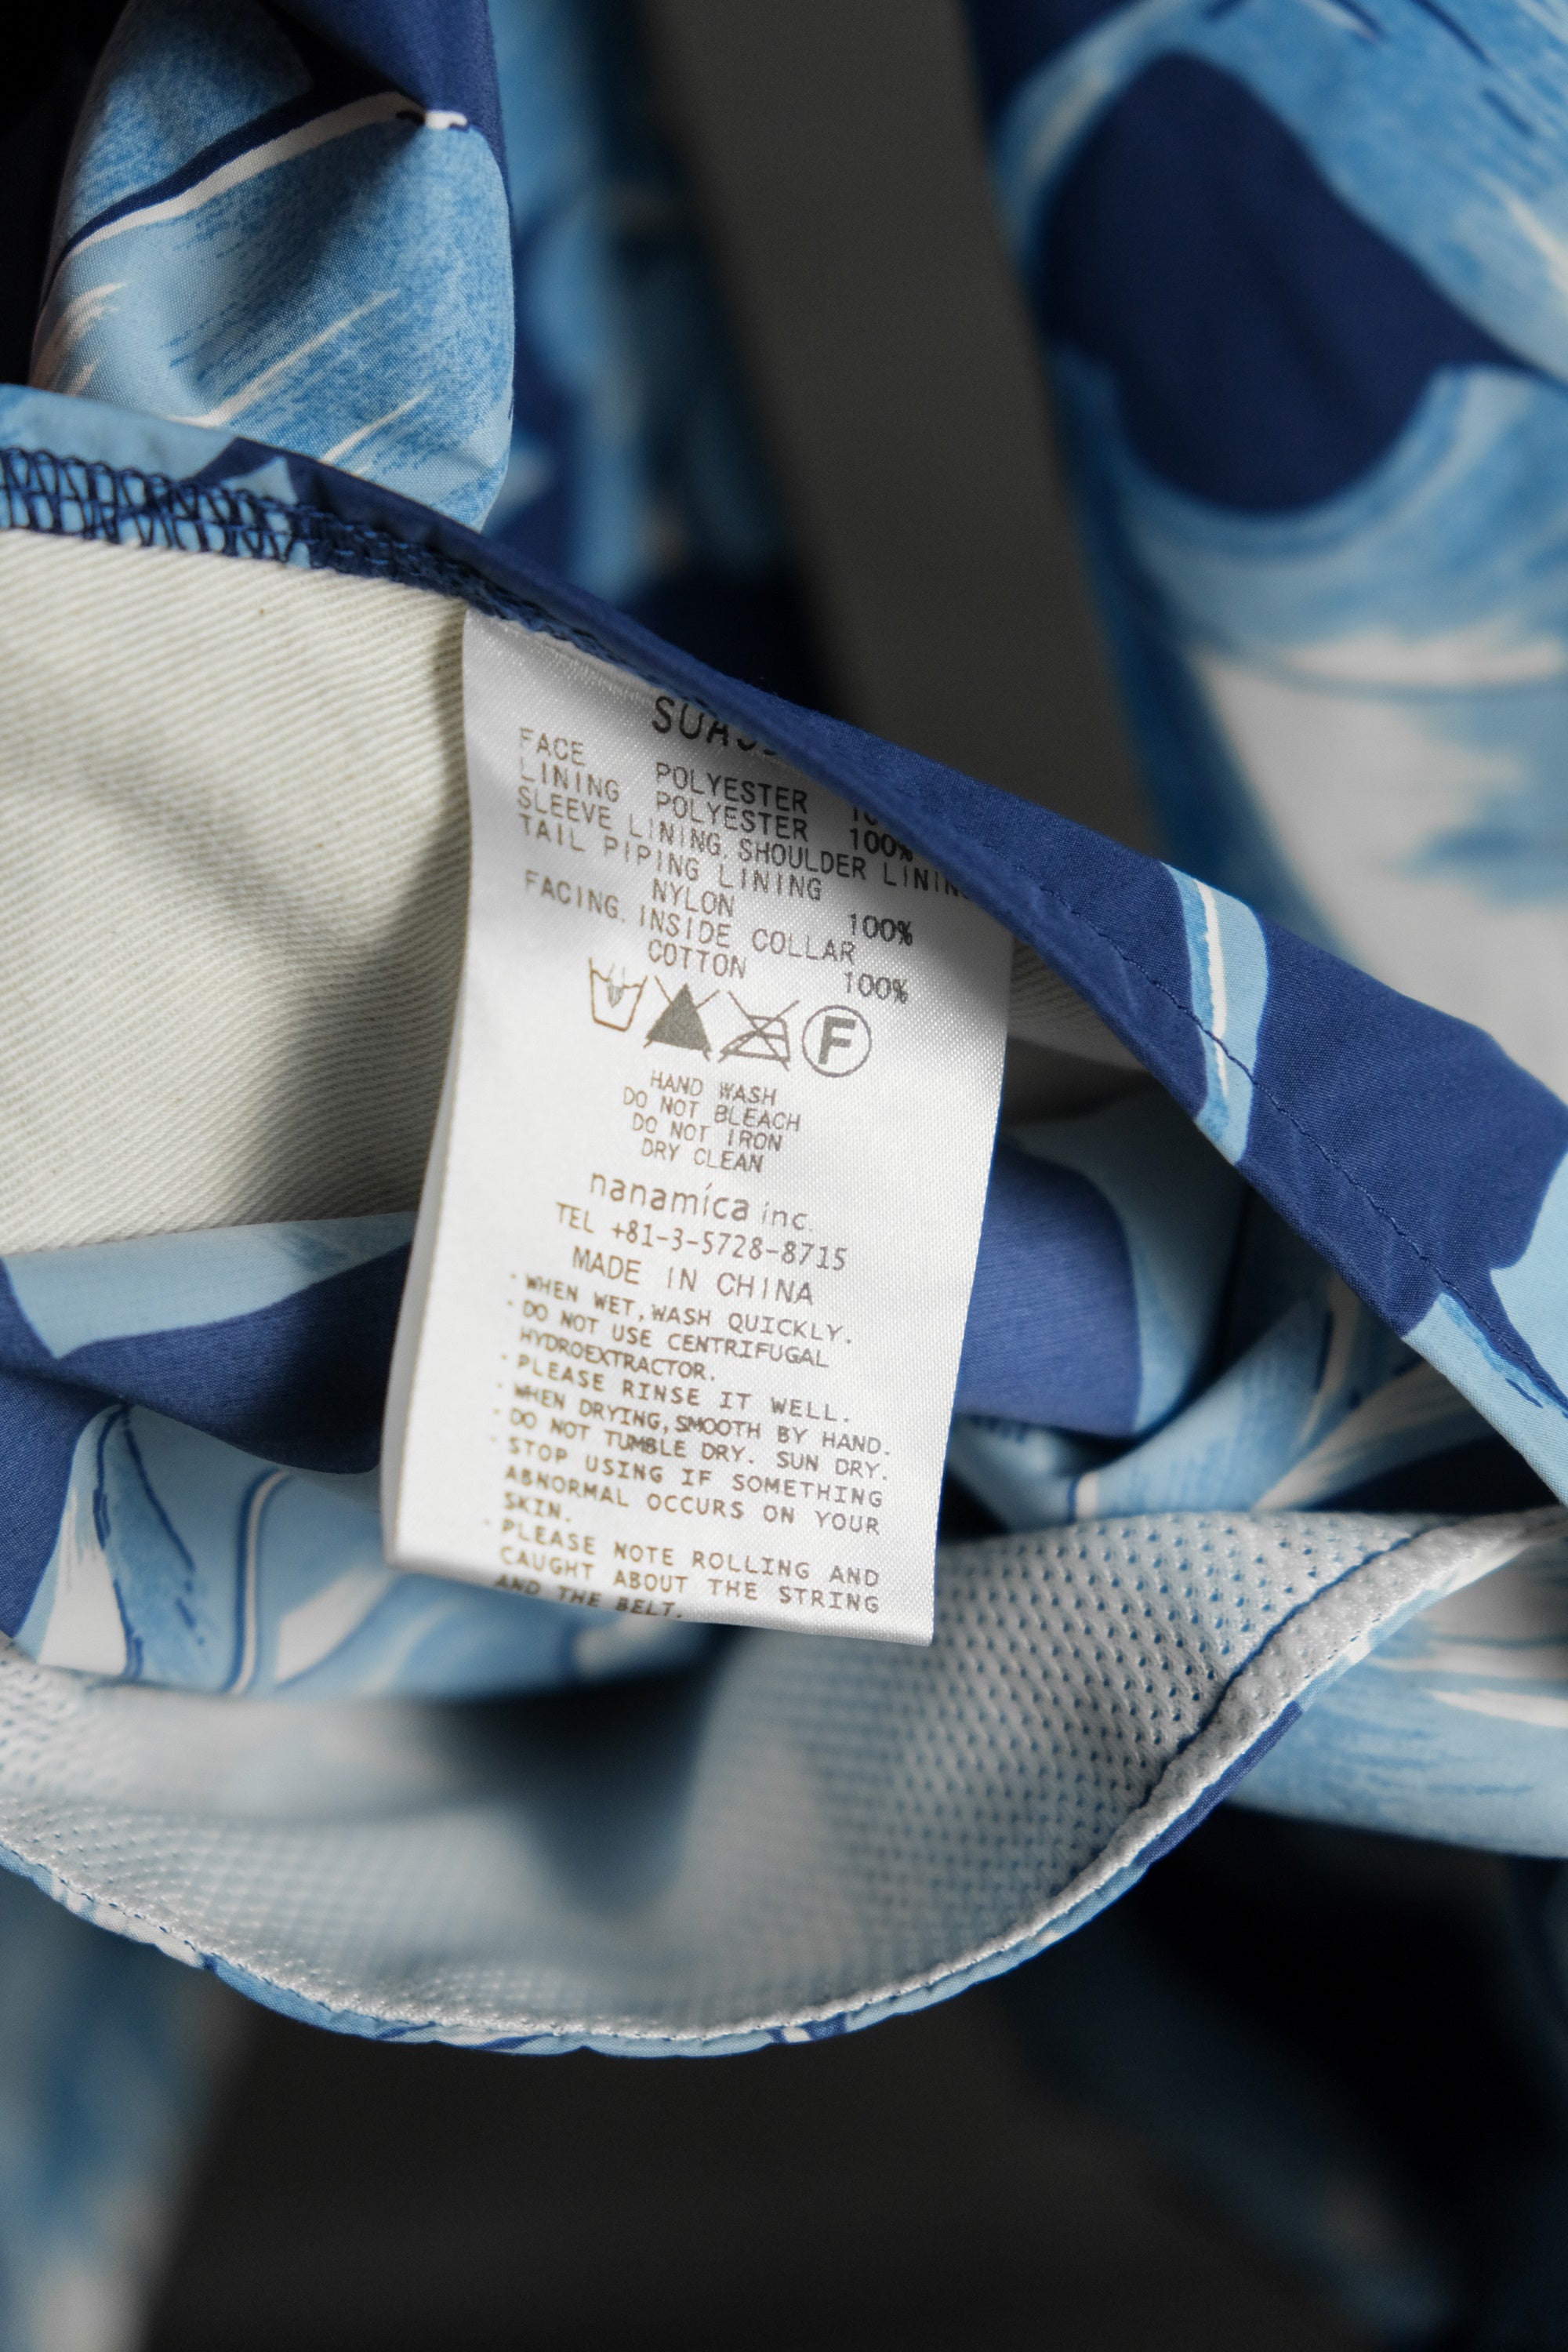 FACE
POLYESTER
LINING POLYESTER 100%
SLEEVE LINING. SHOULDER LINING
TAIL PIPING LINING
NYLON 100%
FACING. INSIDE COLLAR
COTTON 100%
F
HAND WASH
DO NOT BLEACH
DO NOT IRON
DRY CLEAN
nanamica inc.
TEL +81-3-5728-8715
MADE IN CHINA
・WHEN WET,WASH QUICKLY.
・DO NOT USE CENTRIFUGAL
HYDROEXTRACTOR.
・PLEASE RINSE IT WELL.
・WHEN DRYING,SMOOTH BY HAND.
・DO NOT TUMBLE DRY. SUN DRY.
・STOP USING IF SOMETHING
ABNORMAL OCCURS ON YOUR
SKIN.
・PLEASE NOTE ROLLING AND
CAUGHT ABOUT THE STRING
AND THE BELT.